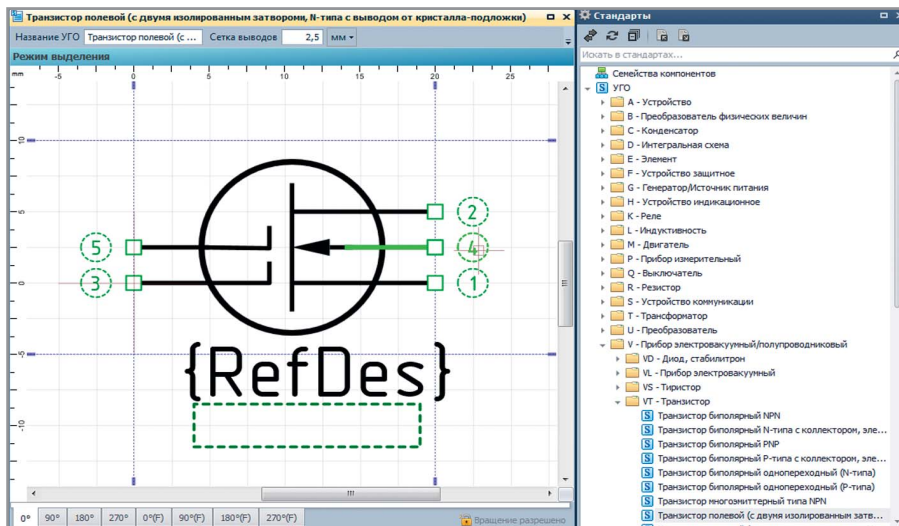 Транзистор полевой (с двумя изолированным затвороми, N-типа с выводом от кристалла-подложки)
Название УГО Транзистор полевой (с ... Сетка выводов 2,5 мм
Режим выделения
mm -5 0 5 10 15 20 25
10
5
0
-5
-10
2
5
4
3
1
{RefDes}
0° 90° 180° 270° 0°(F) 90°(F) 180°(F) 270°(F) Вращение разрешено
Стандарты
Искать в стандартах...
Семейства компонентов
УГО
A - Устройство
B - Преобразователь физических величин
C - Конденсатор
D - Интегральная схема
E - Элемент
F - Устройство защитное
G - Генератор/Источник питания
H - Устройство индикационное
K - Реле
L - Индуктивность
M - Двигатель
P - Прибор измерительный
Q - Выключатель
R - Резистор
S - Устройство коммуникации
T - Трансформатор
U - Преобразователь
V - Прибор электровакуумный/полупроводниковый
VD - Диод, стабилитрон
VL - Прибор электровакуумный
VS - Тиристор
VT - Транзистор
Транзистор биполярный NPN
Транзистор биполярный N-типа с коллектором, эле...
Транзистор биполярный PNP
Транзистор биполярный P-типа с коллектором, эле...
Транзистор биполярный однопереходный (N-типа)
Транзистор биполярный однопереходный (P-типа)
Транзистор многоэмиттерный типа NPN
Транзистор полевой (с двумя изолированным затв...